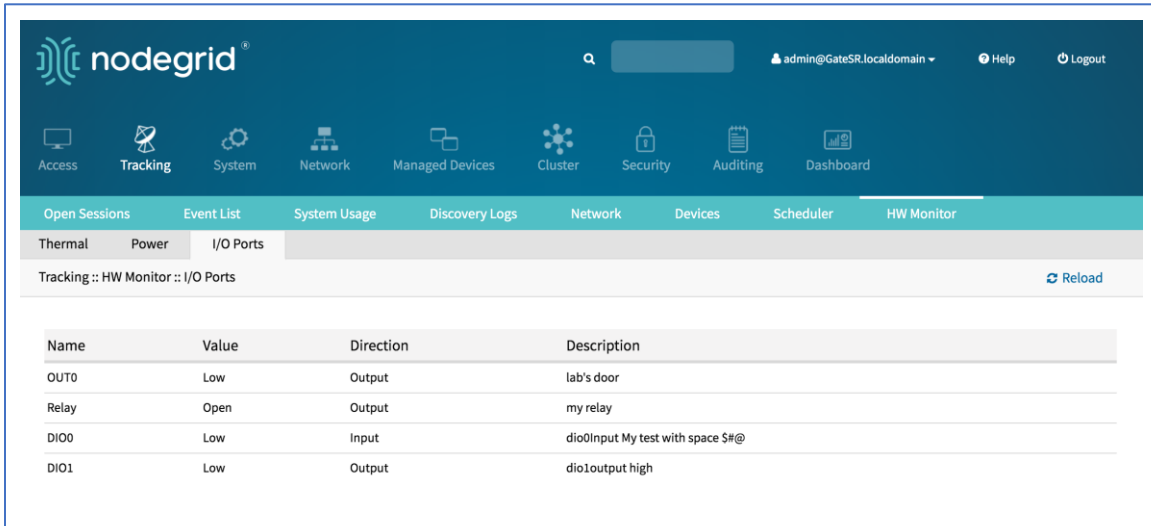 nodegrid®
admin@GateSR.localdomain Help Logout
Access Tracking System Network Managed Devices Cluster Security Auditing Dashboard
Open Sessions Event List System Usage Discovery Logs Network Devices Scheduler HW Monitor
Thermal Power I/O Ports
Tracking :: HW Monitor :: I/O Ports Reload
Name Value Direction Description
OUT0 Low Output lab's door
Relay Open Output my relay
DIO0 Low Input dio0Input My test with space $#@
DIO1 Low Output dio1output high